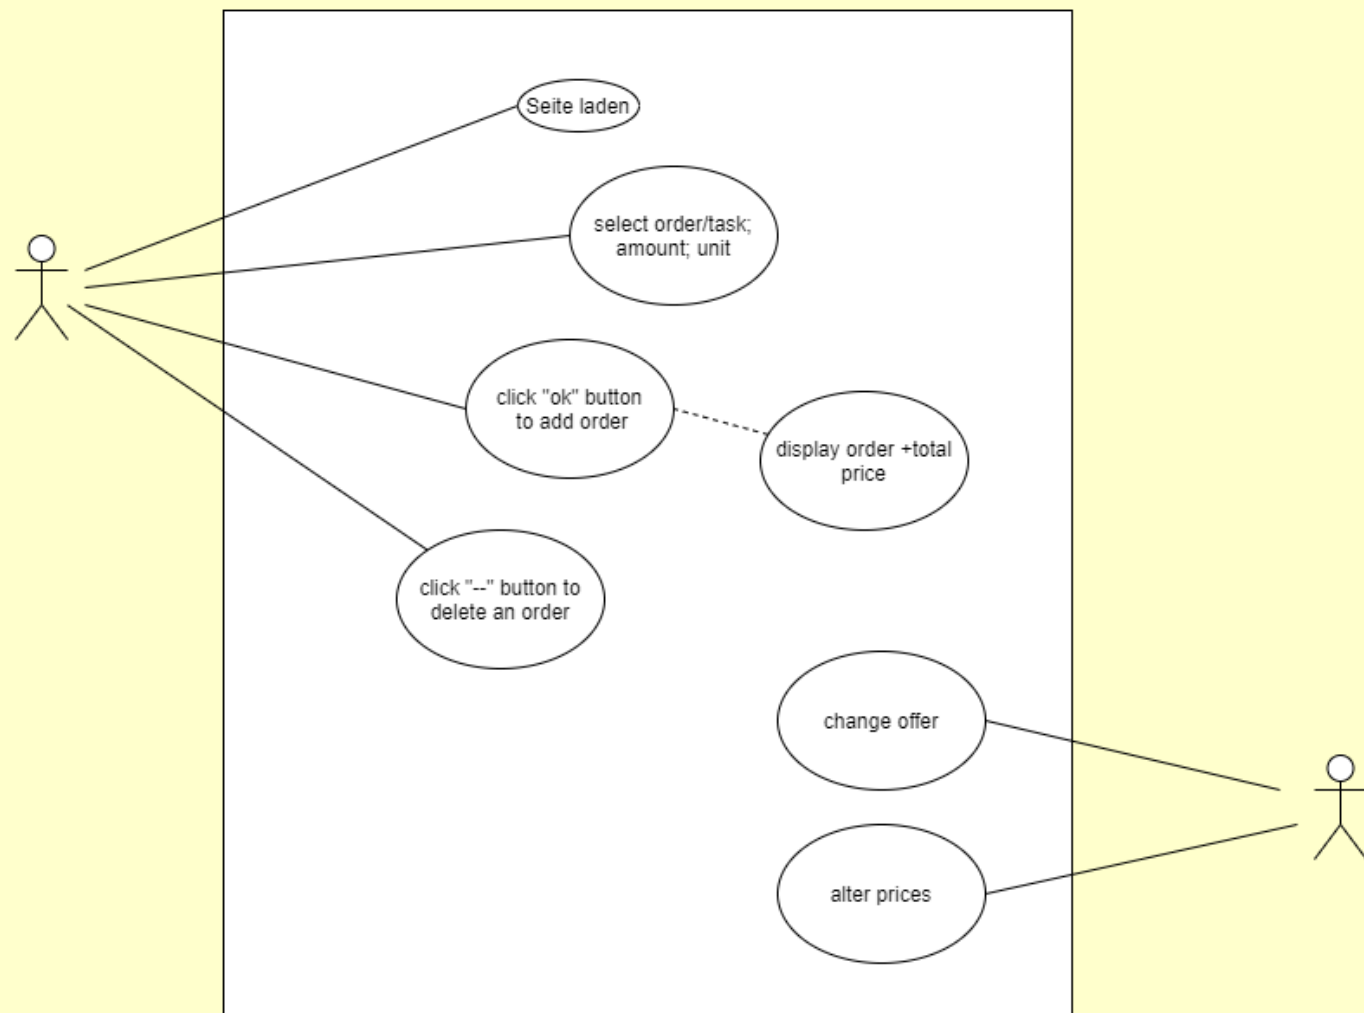 Seite laden
select order/task;
amount; unit
click "ok" button
to add order
display order +total
price
click "--" button to
delete an order
change offer
alter prices